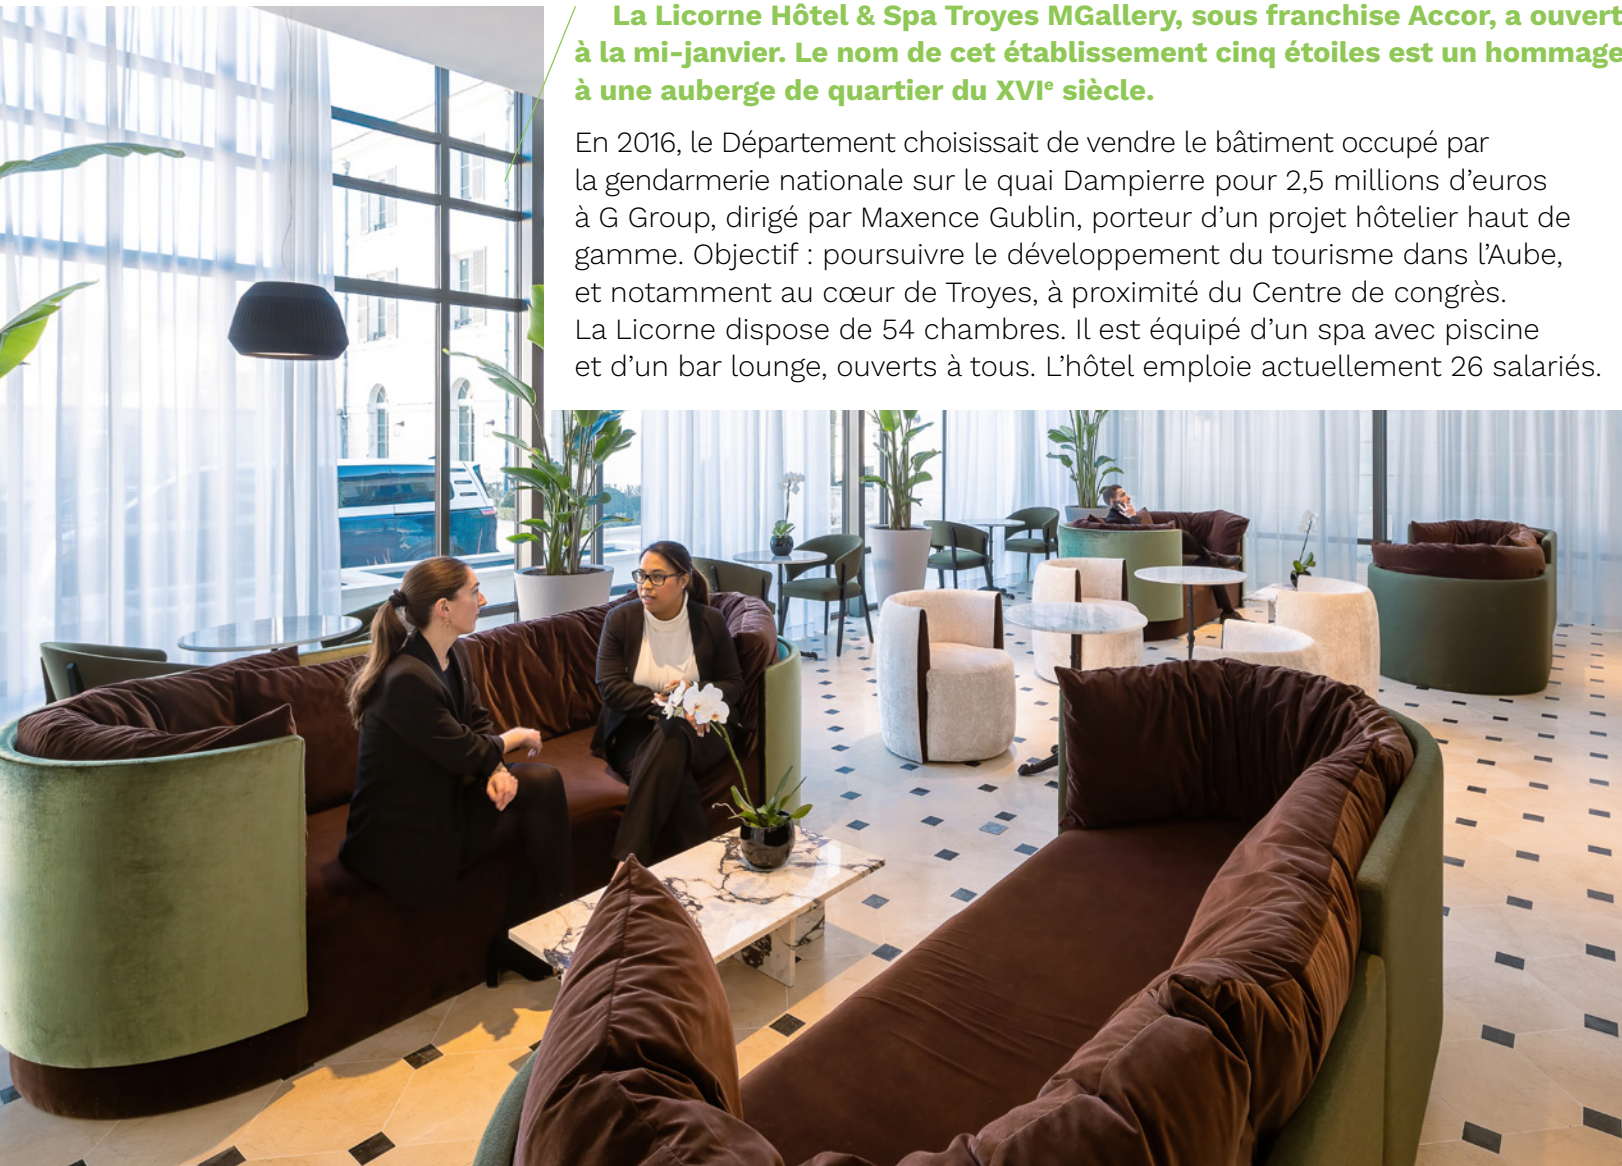 La Licorne Hôtel & Spa Troyes MGallery, sous franchise Accor, a ouvert
à la mi-janvier. Le nom de cet établissement cinq étoiles est un hommage
à une auberge de quartier du XVIe siècle.
En 2016, le Département choisissait de vendre le bâtiment occupé par
la gendarmerie nationale sur le quai Dampierre pour 2,5 millions d’euros
à G Group, dirigé par Maxence Gublin, porteur d’un projet hôtelier haut de
gamme. Objectif : poursuivre le développement du tourisme dans l’Aube,
et notamment au cœur de Troyes, à proximité du Centre de congrès.
La Licorne dispose de 54 chambres. Il est équipé d’un spa avec piscine
et d’un bar lounge, ouverts à tous. L’hôtel emploie actuellement 26 salariés.